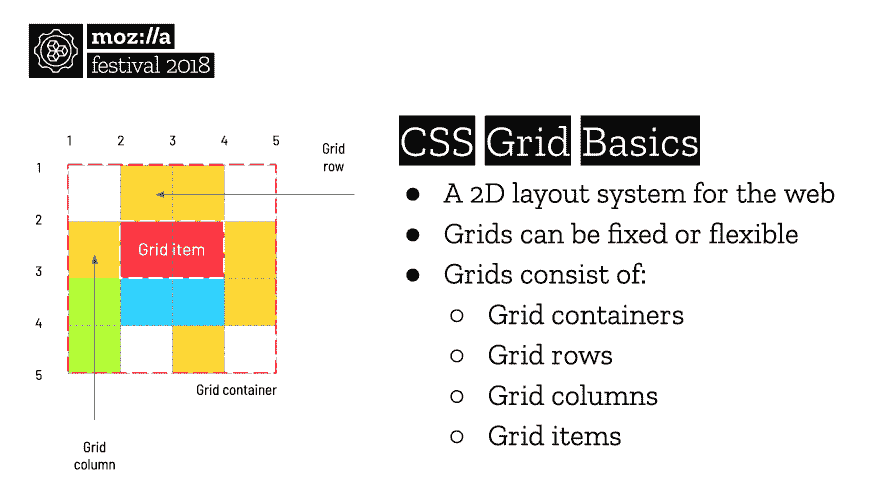 moz://a
festival 2018
CSS Grid Basics
1 2 3 4 5
Grid
row
1
2
3
4
5
Grid item
Grid container
Grid
column
● A 2D layout system for the web
● Grids can be fixed or flexible
● Grids consist of:
○ Grid containers
○ Grid rows
○ Grid columns
○ Grid items